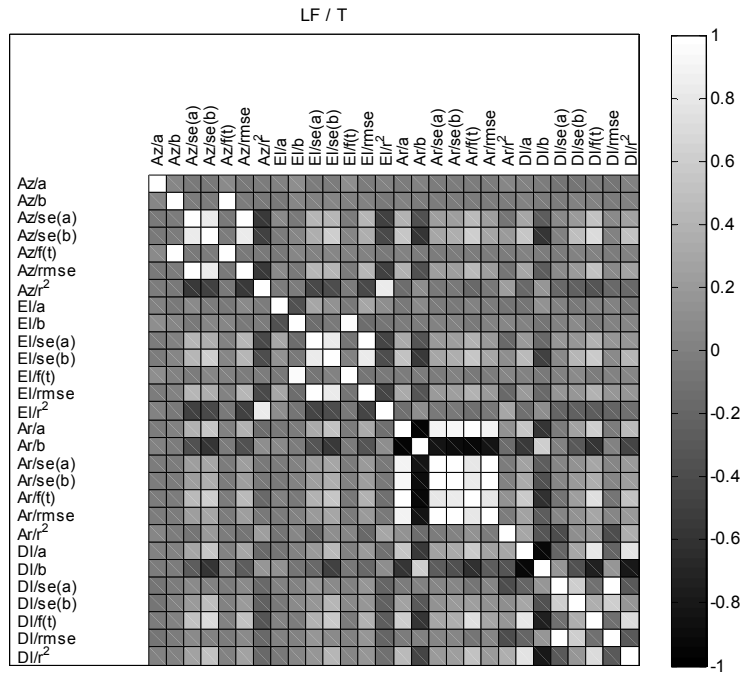 LF / T
Az/a
Az/b
Az/se(a)
Az/se(b)
Az/f(t)
Az/rmse
Az/r²
El/a
El/b
El/se(a)
El/se(b)
El/f(t)
El/rmse
El/r²
Ar/a
Ar/b
Ar/se(a)
Ar/se(b)
Ar/f(t)
Ar/rmse
Ar/r²
Dl/a
Dl/b
Dl/se(a)
Dl/se(b)
Dl/f(t)
Dl/rmse
Dl/r²
Az/a
Az/b
Az/se(a)
Az/se(b)
Az/f(t)
Az/rmse
Az/r²
El/a
El/b
El/se(a)
El/se(b)
El/f(t)
El/rmse
El/r²
Ar/a
Ar/b
Ar/se(a)
Ar/se(b)
Ar/f(t)
Ar/rmse
Ar/r²
Dl/a
Dl/b
Dl/se(a)
Dl/se(b)
Dl/f(t)
Dl/rmse
Dl/r²
1
0.8
0.6
0.4
0.2
0
-0.2
-0.4
-0.6
-0.8
-1